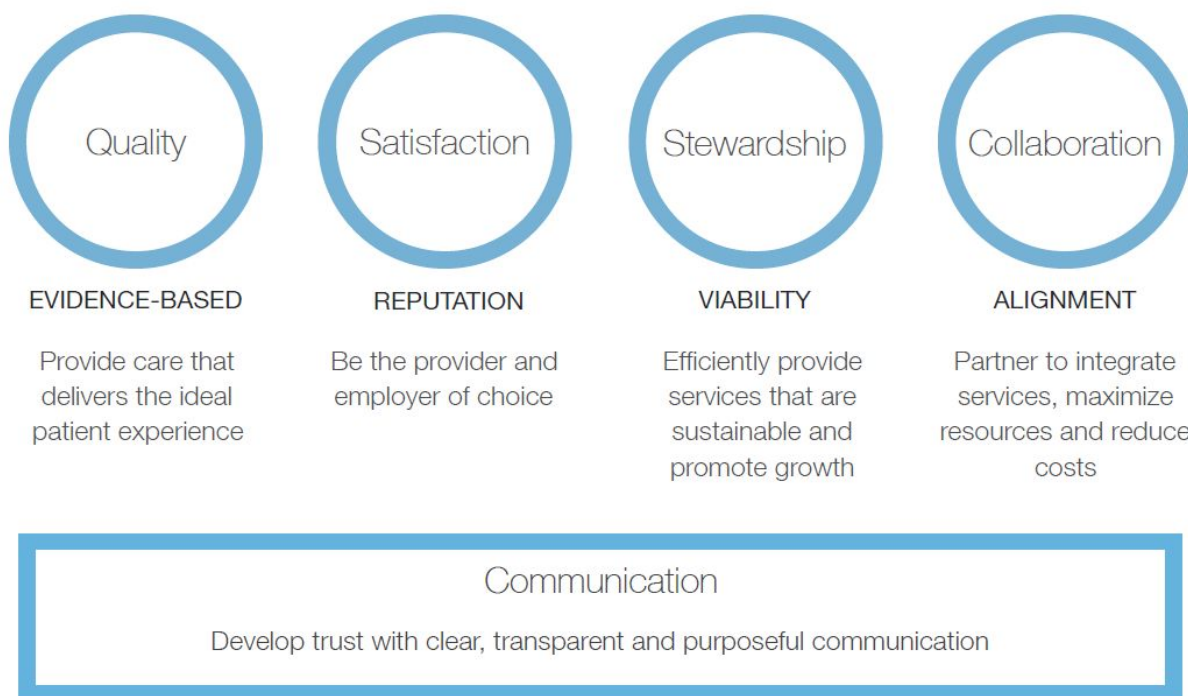 Quality
Satisfaction
Stewardship
Collaboration
EVIDENCE-BASED
Provide care that
delivers the ideal
patient experience
REPUTATION
Be the provider and
employer of choice
VIABILITY
Efficiently provide
services that are
sustainable and
promote growth
ALIGNMENT
Partner to integrate
services, maximize
resources and reduce
costs
Communication
Develop trust with clear, transparent and purposeful communication